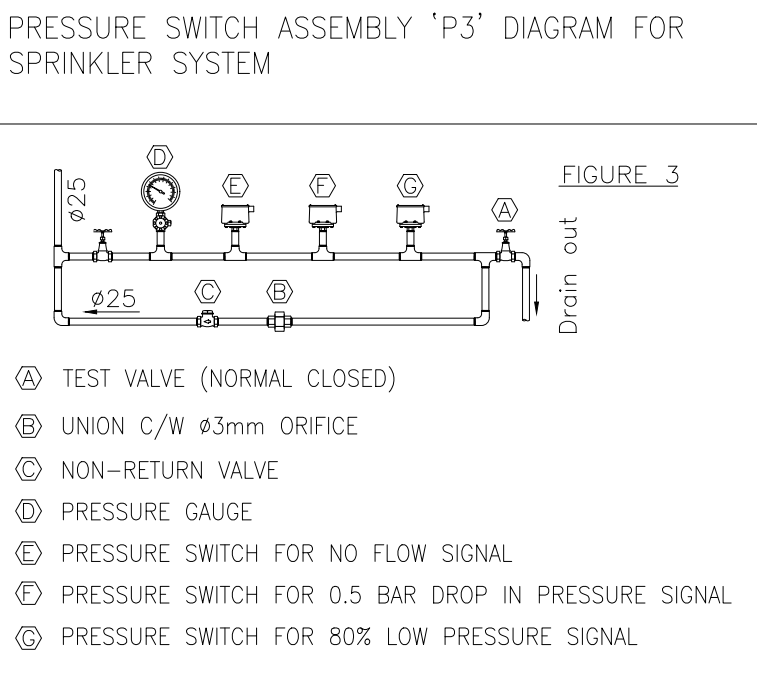 PRESSURE SWITCH ASSEMBLY 'P3' DIAGRAM FOR
SPRINKLER SYSTEM
FIGURE 3
D
E
F
G
A
ø25
Drain out
ø25
C
B
A TEST VALVE (NORMAL CLOSED)
B UNION C/W ø3mm ORIFICE
C NON-RETURN VALVE
D PRESSURE GAUGE
E PRESSURE SWITCH FOR NO FLOW SIGNAL
F PRESSURE SWITCH FOR 0.5 BAR DROP IN PRESSURE SIGNAL
G PRESSURE SWITCH FOR 80% LOW PRESSURE SIGNAL